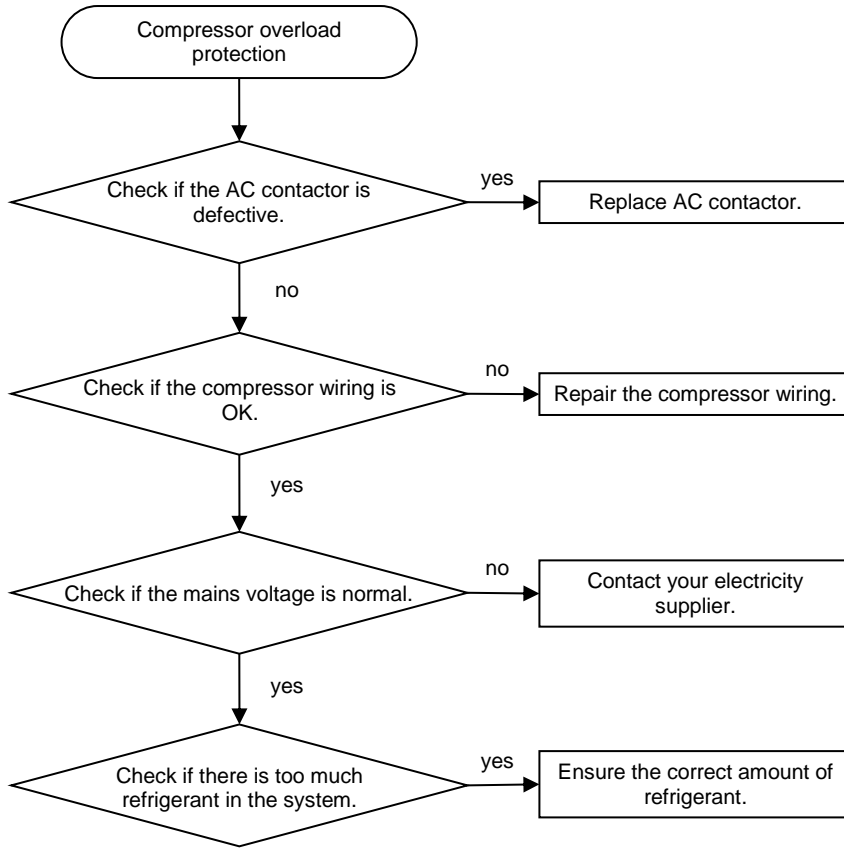 Compressor overload
protection
Check if the AC contactor is
defective.
yes
Replace AC contactor.
no
Check if the compressor wiring is
OK.
no
Repair the compressor wiring.
yes
Check if the mains voltage is normal.
no
Contact your electricity
supplier.
yes
Check if there is too much
refrigerant in the system.
yes
Ensure the correct amount of
refrigerant.